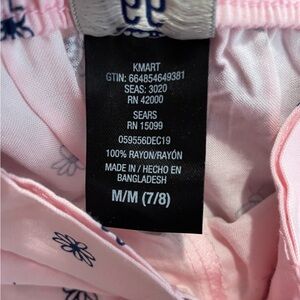 KMART
GTIN: 664854649381
SEAS: 3020
RN 42000
SEARS
RN 15099
059556DEC19
100% RAYON/RAYÓN
MADE IN / HECHO EN
BANGLADESH
M/M (7/8)